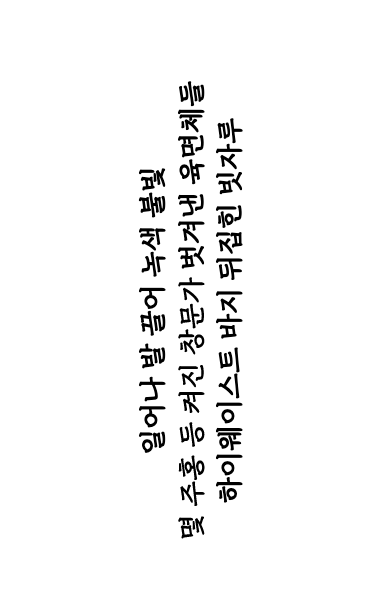 일어나 발 끌어 녹색 불빛
몇 주홍 등 켜진 창문가 벗겨낸 육면체들
하이웨이스트 바지 뒤집힌 빗자루